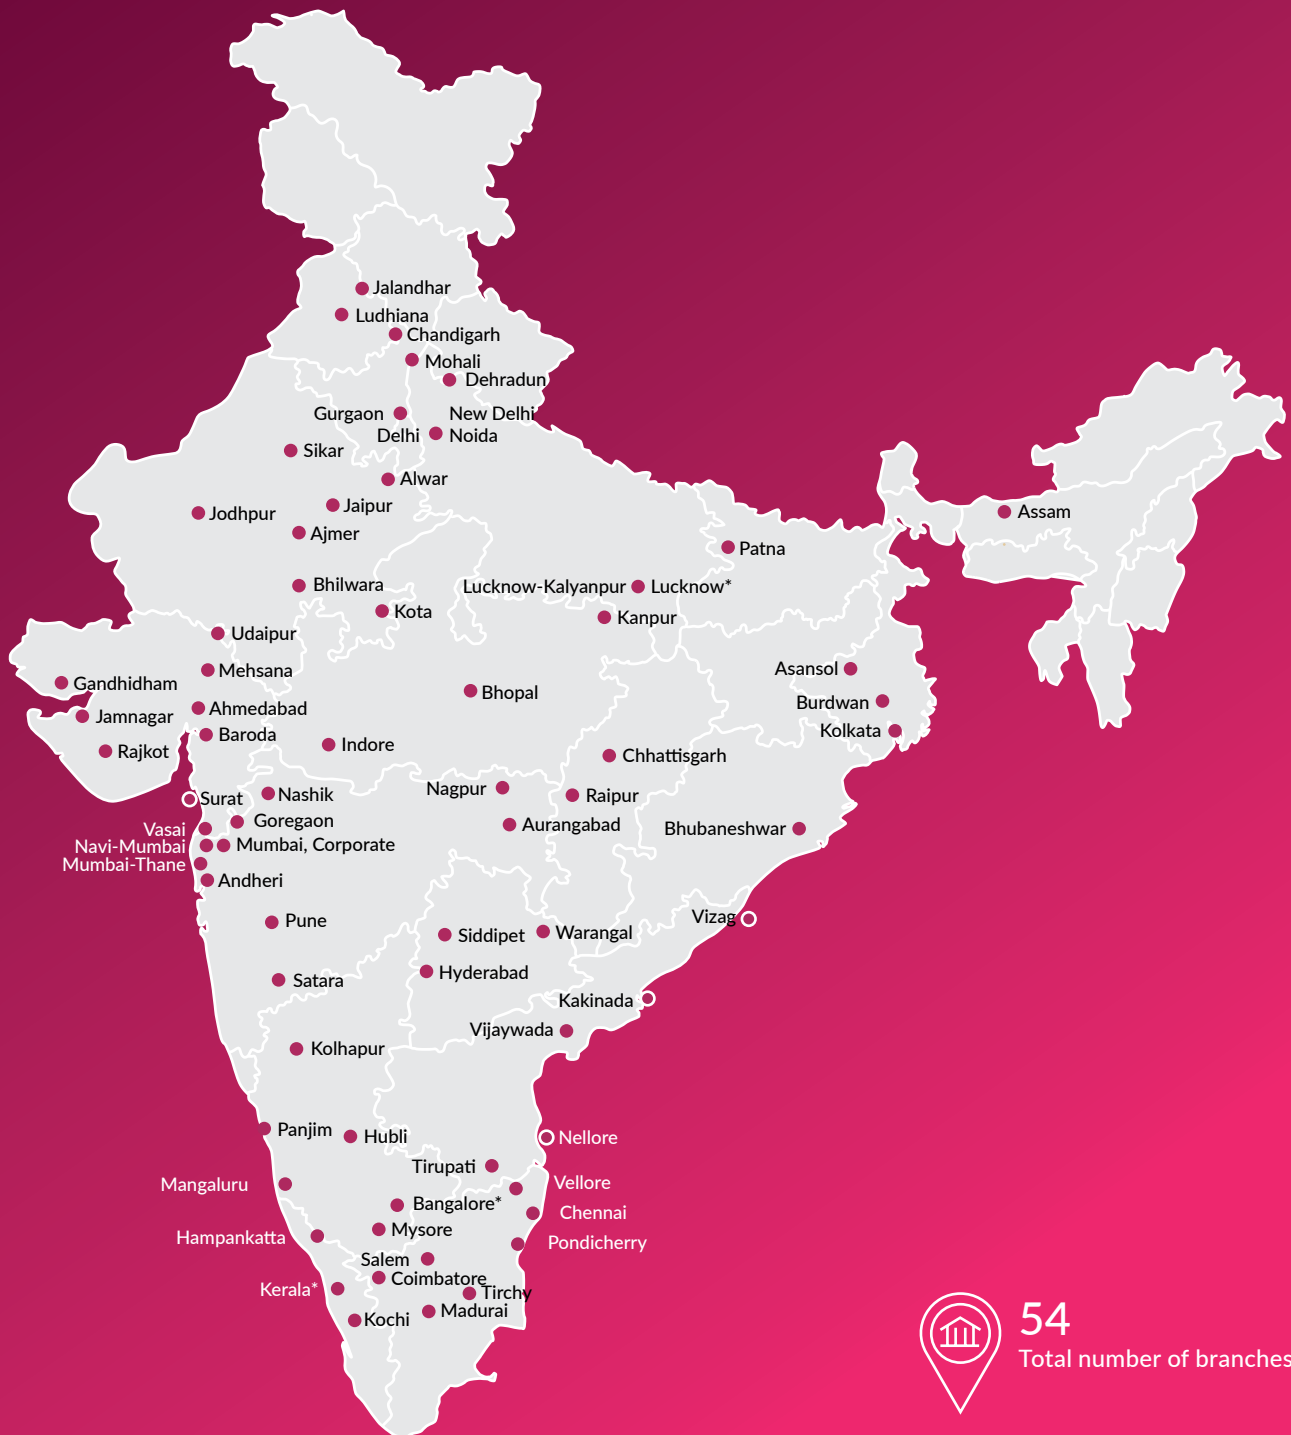 Jalandhar
Ludhiana
Chandigarh
Mohali
Dehradun
Gurgaon
New Delhi
Delhi
Noida
Sikar
Alwar
Jaipur
Jodhpur
Assam
Ajmer
Patna
Bhilwara
Lucknow-Kalyanpur
Lucknow*
Kota
Kanpur
Udaipur
Mehsana
Asansol
Gandhidham
Bhopal
Burdwan
Ahmedabad
Jamnagar
Kolkata
Baroda
Indore
Rajkot
Chhattisgarh
Nagpur
Nashik
Raipur
Surat
Goregaon
Aurangabad
Vasai
Bhubaneshwar
Navi-Mumbai
Mumbai, Corporate
Mumbai-Thane
Andheri
Vizag
Pune
Siddipet
Warangal
Hyderabad
Satara
Kakinada
Vijaywada
Kolhapur
Panjim
Hubli
Nellore
Tirupati
Mangaluru
Vellore
Bangalore*
Chennai
Mysore
Hampankatta
Pondicherry
Salem
Coimbatore
Kerala*
Tirchy
Madurai
Kochi
54
Total number of branches